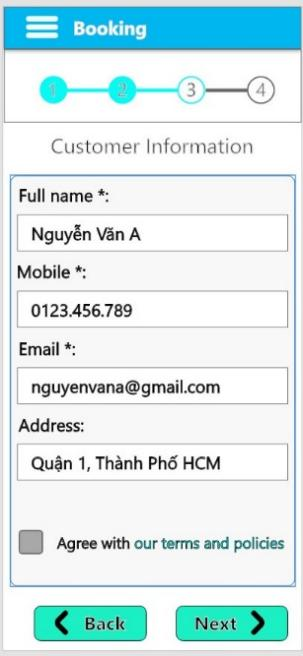 Booking
1 2 3 4
Customer Information
Full name *:
Nguyễn Văn A
Mobile *:
0123.456.789
Email *:
nguyenvana@gmail.com
Address:
Quận 1, Thành Phố HCM
Agree with our terms and policies
Back Next